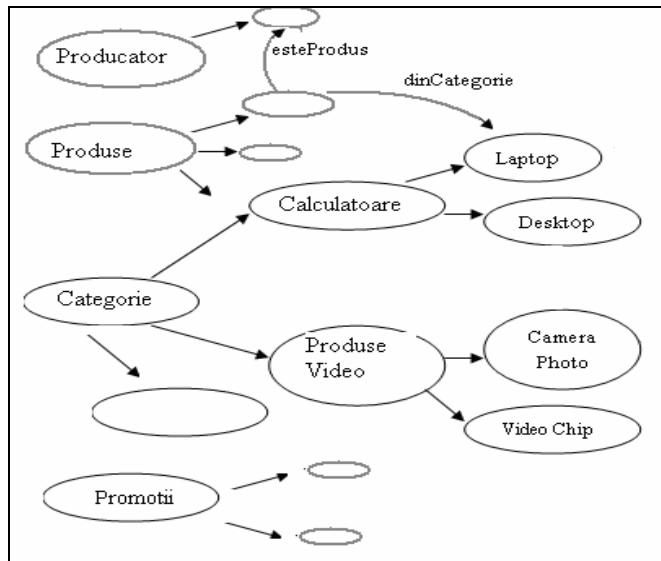 Producator
esteProdus
dinCategorie
Produse
Laptop
Calculatoare
Desktop
Categorie
Produse
Video
Camera
Photo
Video Chip
Promotii